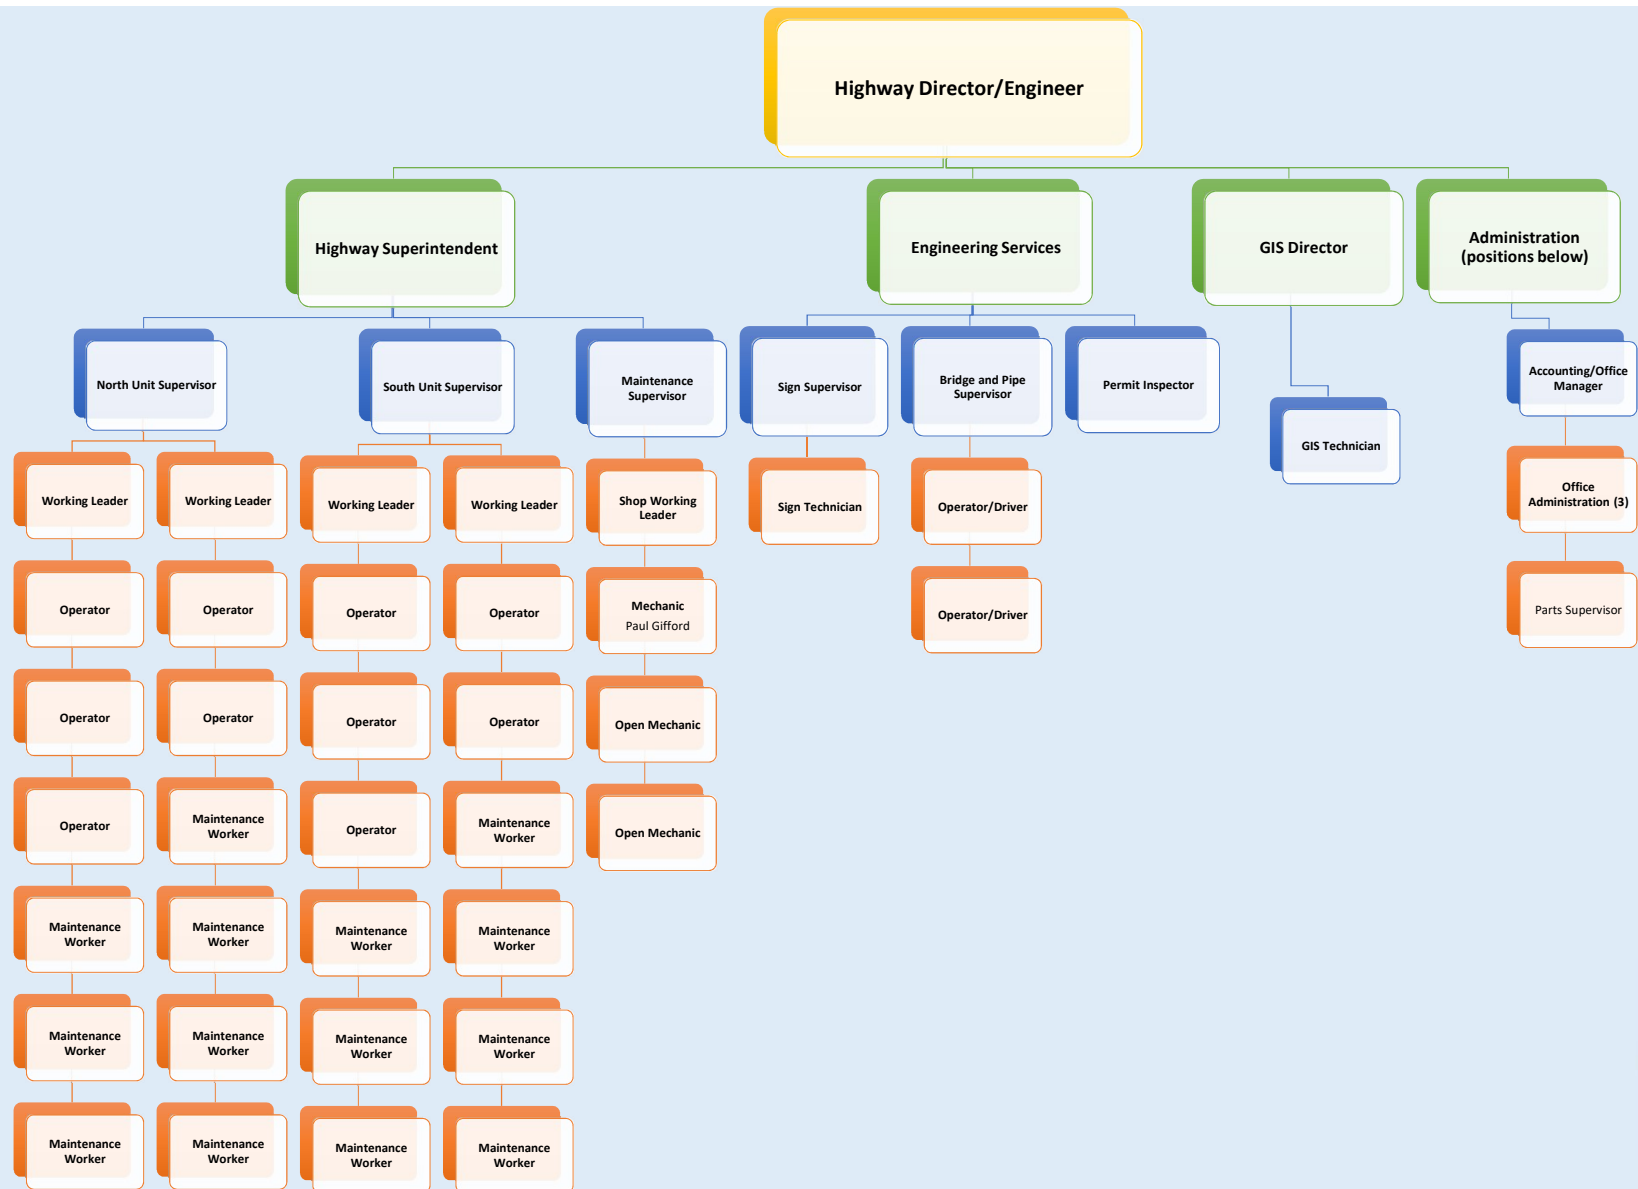 Highway Director/Engineer
Highway Superintendent
Engineering Services
GIS Director
Administration
(positions below)
North Unit Supervisor
South Unit Supervisor
Maintenance
Supervisor
Sign Supervisor
Bridge and Pipe
Supervisor
Permit Inspector
GIS Technician
Accounting/Office
Manager
Working Leader
Working Leader
Working Leader
Working Leader
Shop Working
Leader
Sign Technician
Operator/Driver
Office
Administration (3)
Operator
Operator
Operator
Operator
Mechanic
Paul Gifford
Operator/Driver
Parts Supervisor
Operator
Operator
Operator
Operator
Open Mechanic
Operator
Maintenance
Worker
Operator
Maintenance
Worker
Open Mechanic
Maintenance
Worker
Maintenance
Worker
Maintenance
Worker
Maintenance
Worker
Maintenance
Worker
Maintenance
Worker
Maintenance
Worker
Maintenance
Worker
Maintenance
Worker
Maintenance
Worker
Maintenance
Worker
Maintenance
Worker